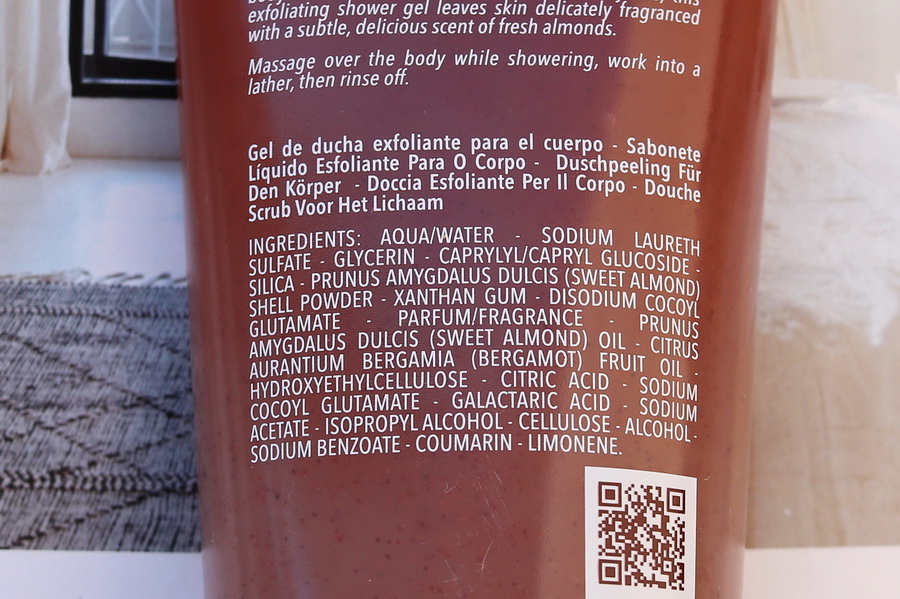 exfoliating shower gel leaves skin delicately fragranced
with a subtle, delicious scent of fresh almonds.
Massage over the body while showering, work into a
lather, then rinse off.
Gel de ducha exfoliante para el cuerpo - Sabonete
Líquido Esfoliante Para O Corpo - Duschpeeling Für
Den Körper - Doccia Esfoliante Per Il Corpo - Douche
Scrub Voor Het Lichaam
INGREDIENTS: AQUA/WATER - SODIUM LAURETH
SULFATE - GLYCERIN - CAPRYLYL/CAPRYL GLUCOSIDE -
SILICA - PRUNUS AMYGDALUS DULCIS (SWEET ALMOND)
SHELL POWDER - XANTHAN GUM - DISODIUM COCOYL
GLUTAMATE - PARFUM/FRAGRANCE - PRUNUS
AMYGDALUS DULCIS (SWEET ALMOND) OIL - CITRUS
AURANTIUM BERGAMIA (BERGAMOT) FRUIT OIL -
HYDROXYETHYLCELLULOSE - CITRIC ACID - SODIUM
COCOYL GLUTAMATE - GALACTARIC ACID - SODIUM
ACETATE - ISOPROPYL ALCOHOL - CELLULOSE - ALCOHOL -
SODIUM BENZOATE - COUMARIN - LIMONENE.